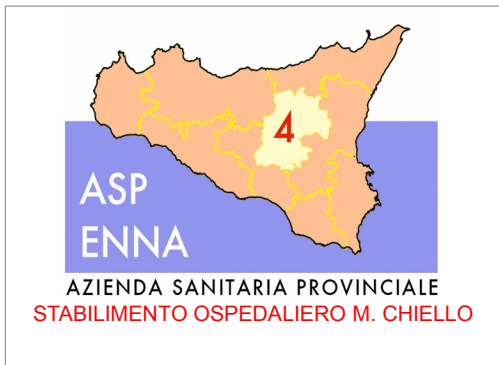 4
ASP
ENNA
AZIENDA SANITARIA PROVINCIALE
STABILIMENTO OSPEDALIERO M. CHIELLO